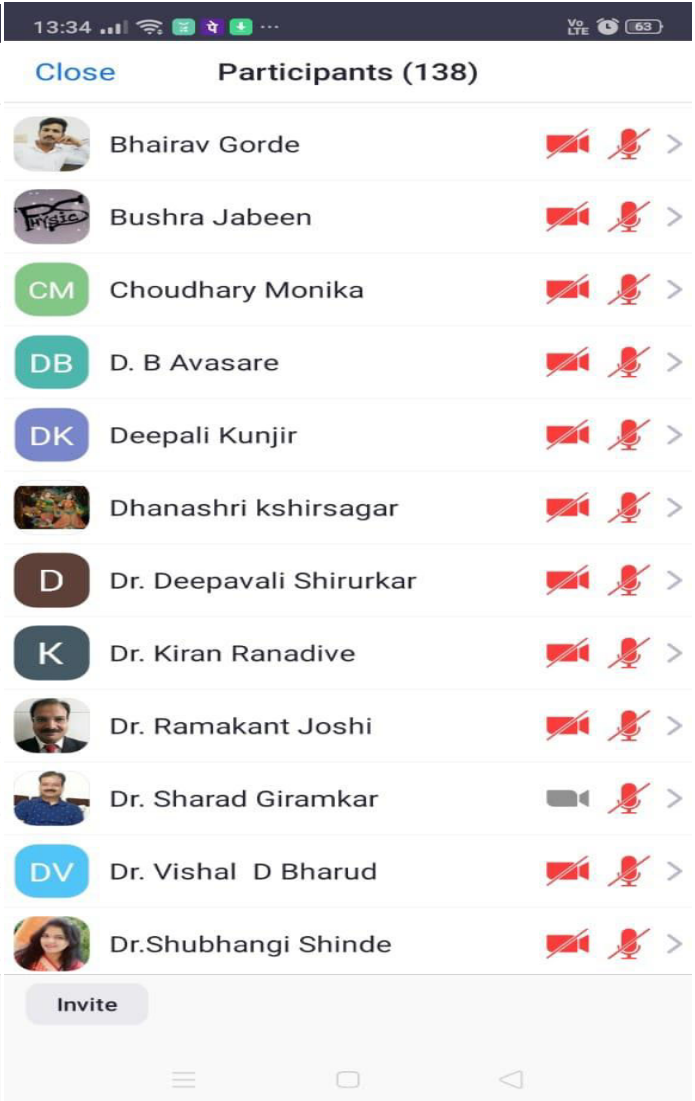 13:34
Vo
LTE
63
Close
Participants (138)
Bhairav Gorde
Bushra Jabeen
CM
Choudhary Monika
DB
D. B Avasare
DK
Deepali Kunjir
Dhanashri kshirsagar
D
Dr. Deepavali Shirurkar
K
Dr. Kiran Ranadive
Dr. Ramakant Joshi
Dr. Sharad Giramkar
DV
Dr. Vishal  D Bharud
Dr.Shubhangi Shinde
Invite